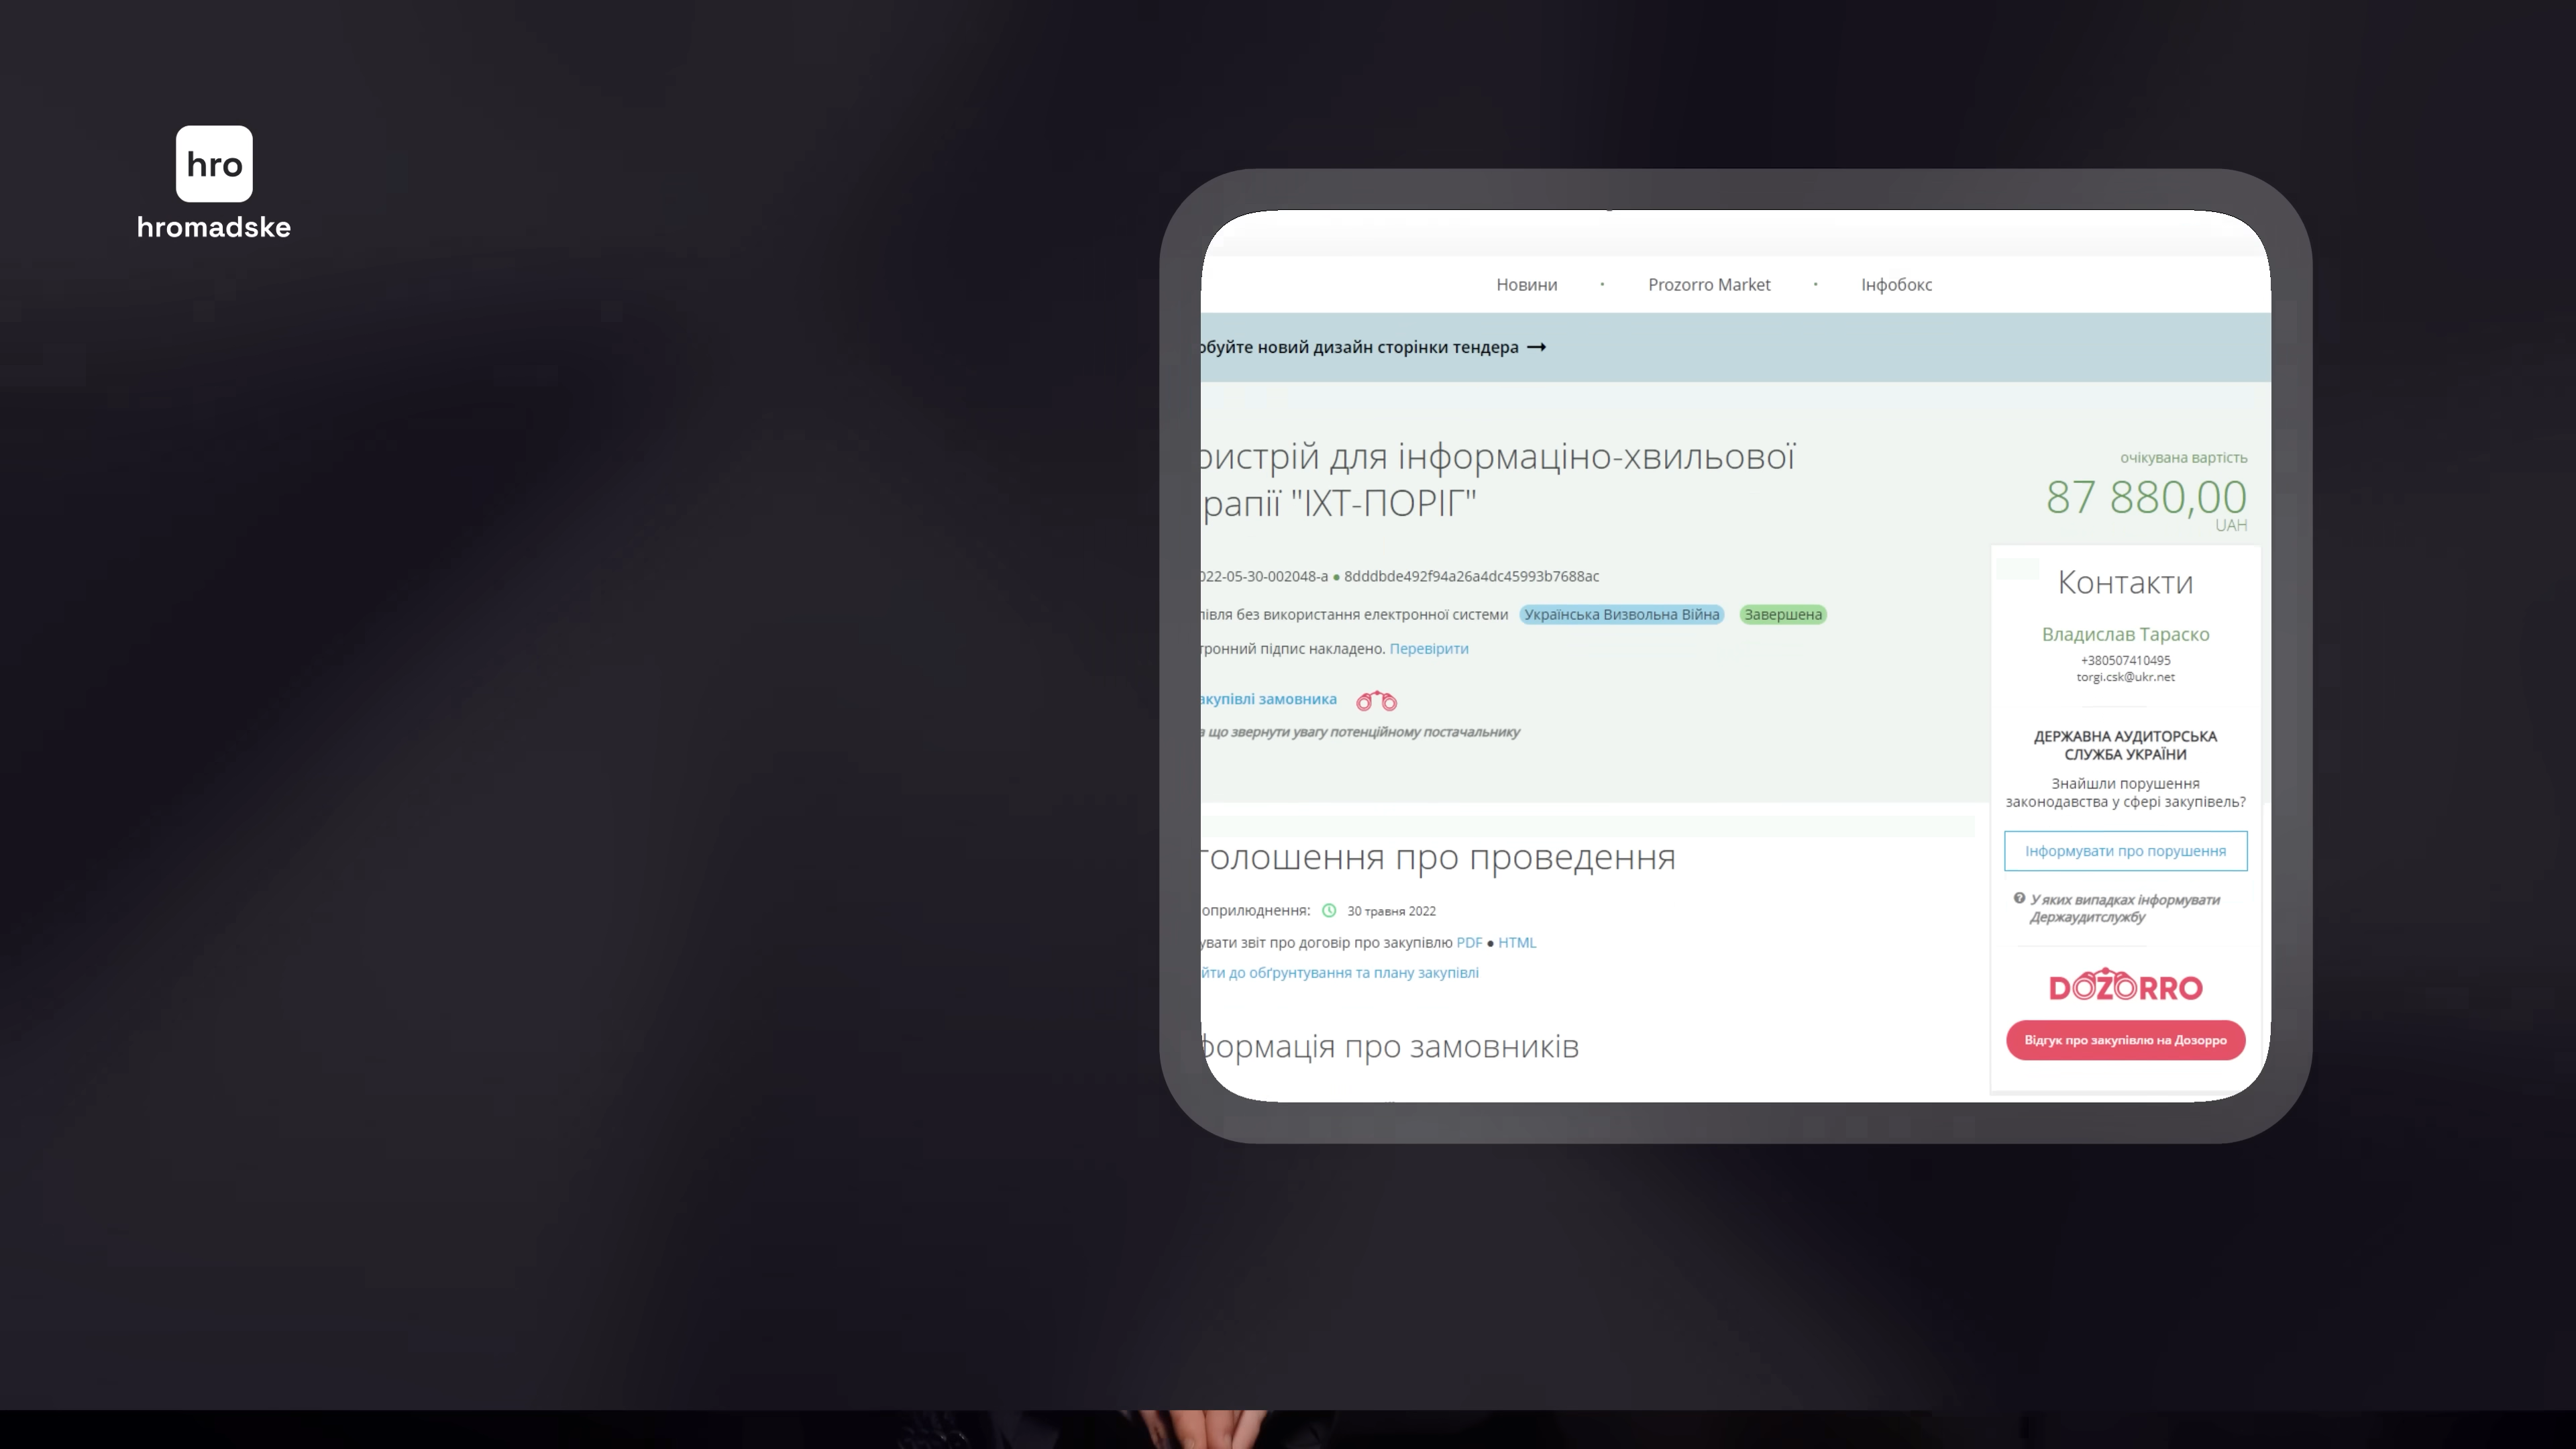 hro
hromadske
Новини • Prozorro Market • Інфобокс
обуйте новий дизайн сторінки тендера →
ристрій для інформаціно-хвильової
рапії "ІХТ-ПОРІГ"
очікувана вартість
87 880,00
UAH
022-05-30-002048-a ● 8dddbde492f94a26a4dc45993b7688ac
півля без використання електронної системи Українська Визвольна Війна Завершена
тронний підпис накладено. Перевірити
акупівлі замовника
а що звернути увагу потенційному постачальнику
Контакти
Владислав Тараско
+380507410495
torgi.csk@ukr.net
ДЕРЖАВНА АУДИТОРСЬКА
СЛУЖБА УКРАЇНИ
Знайшли порушення
законодавства у сфері закупівель?
Інформувати про порушення
У яких випадках інформувати
Держаудитслужбу
DOZORRO
Відгук про закупівлю на Дозорро
голошення про проведення
оприлюднення: 30 травня 2022
увати звіт про договір про закупівлю PDF ● HTML
йти до обґрунтування та плану закупівлі
формація про замовників